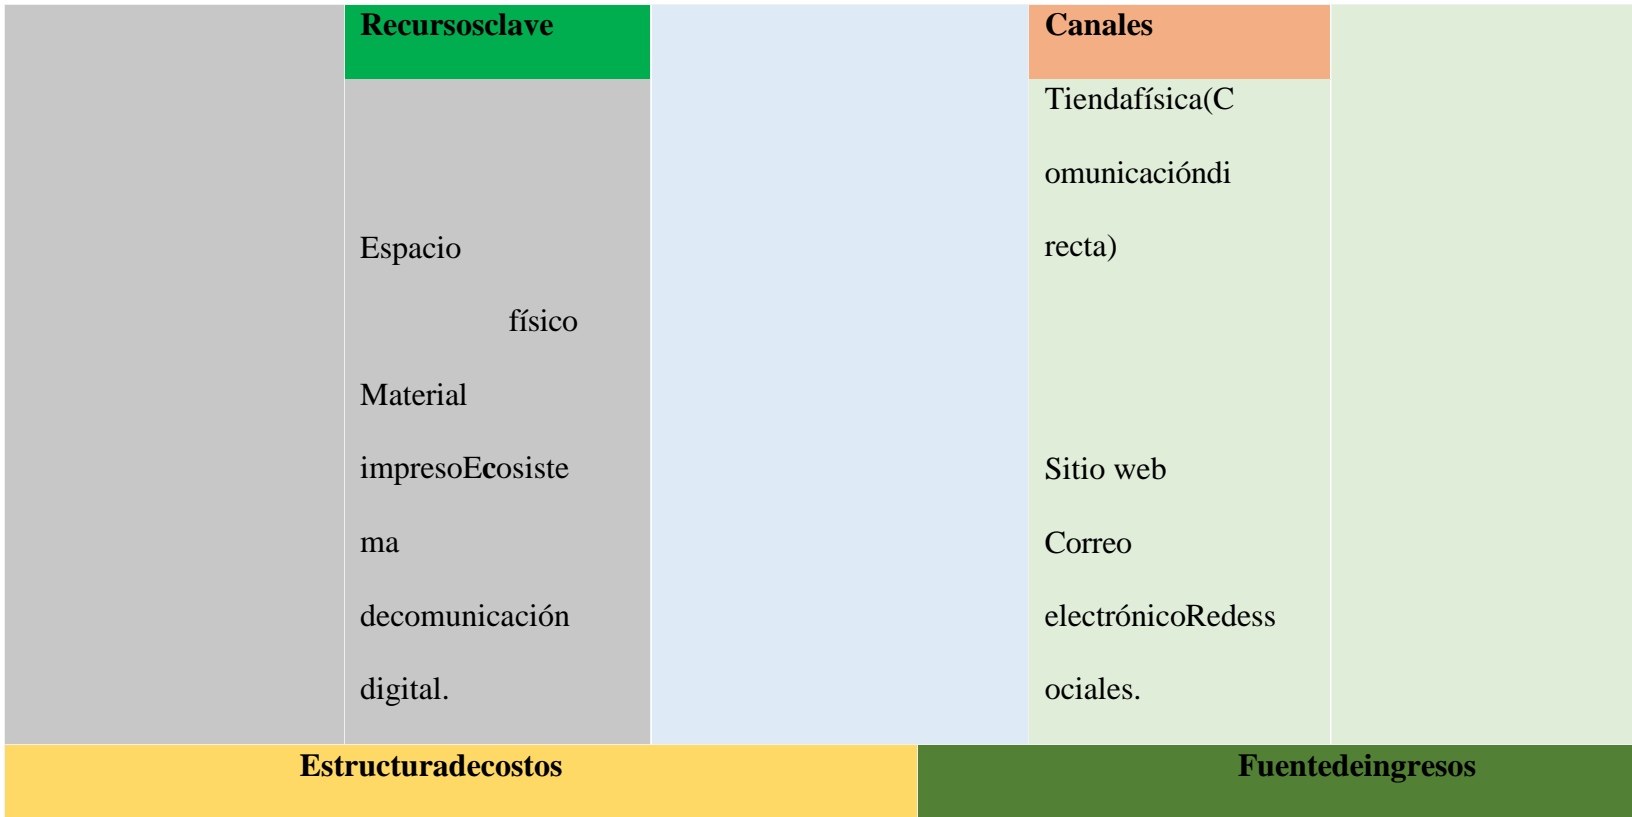 Recursosclave
Espacio
físico
Material
impresoEcosiste
ma
decomunicación
digital.
Canales
Tiendafísica(C
omunicacióndi
recta)
Sitio web
Correo
electrónicoRedess
ociales.
Estructuradecostos
Fuentedeingresos